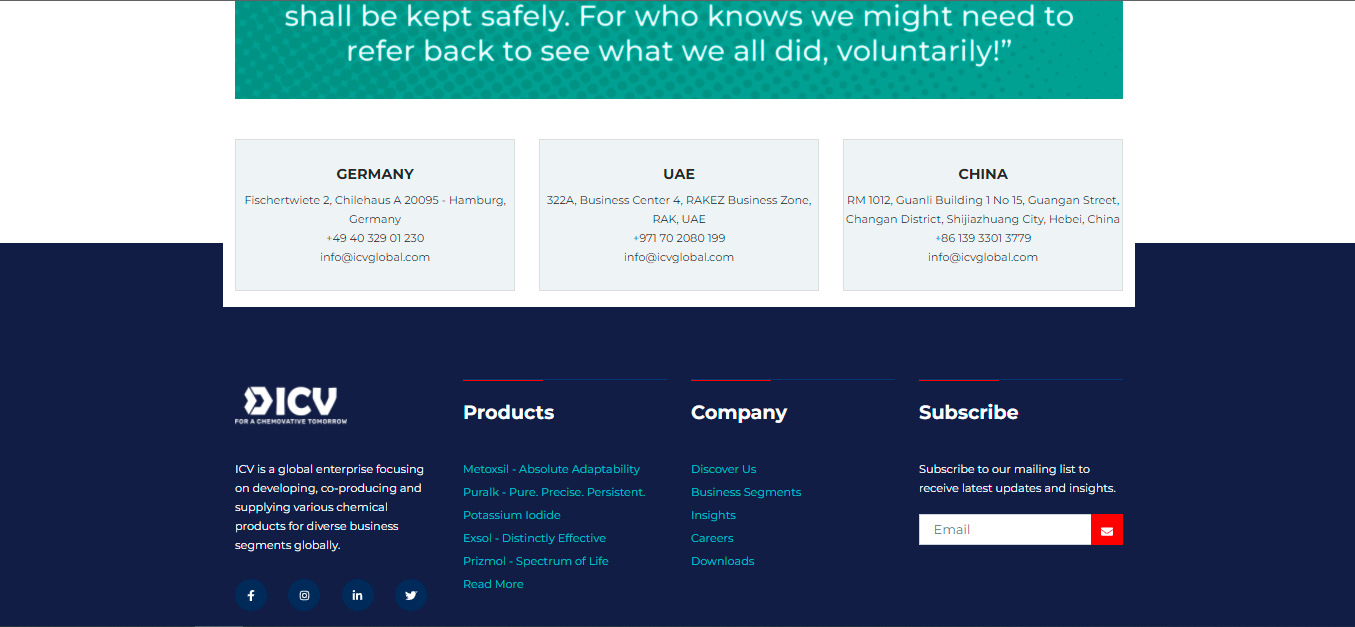 shall be kept safely. For who knows we might need to
refer back to see what we all did, voluntarily!”
GERMANY
Fischertwiete 2, Chilehaus A 20095 - Hamburg,
Germany
+49 40 329 01 230
info@icvglobal.com
UAE
322A, Business Center 4, RAKEZ Business Zone,
RAK, UAE
+971 70 2080 199
info@icvglobal.com
CHINA
RM 1012, Guanli Building 1 No 15, Guangan Street,
Changan District, Shijiazhuang City, Hebei, China
+86 139 3301 3779
info@icvglobal.com
ICV
FOR A CHEMOVATIVE TOMORROW
ICV is a global enterprise focusing
on developing, co-producing and
supplying various chemical
products for diverse business
segments globally.
Products
Metoxsil - Absolute Adaptability
Puralk - Pure. Precise. Persistent.
Potassium Iodide
Exsol - Distinctly Effective
Prizmol - Spectrum of Life
Read More
Company
Discover Us
Business Segments
Insights
Careers
Downloads
Subscribe
Subscribe to our mailing list to
receive latest updates and insights.
Email